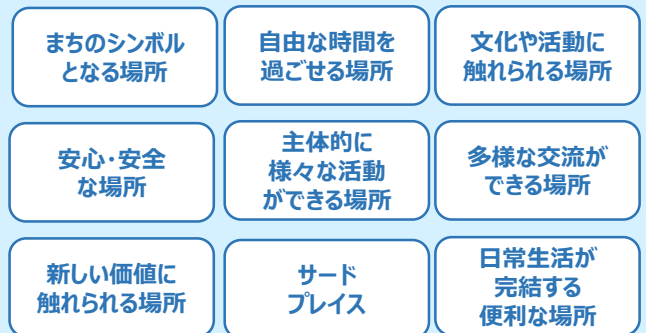 まちのシンボル
となる場所
自由な時間を
過ごせる場所
文化や活動に
触れられる場所
安心・安全
な場所
主体的に
様々な活動
ができる場所
多様な交流が
できる場所
新しい価値に
触れられる場所
サード
プレイス
日常生活が
完結する
便利な場所